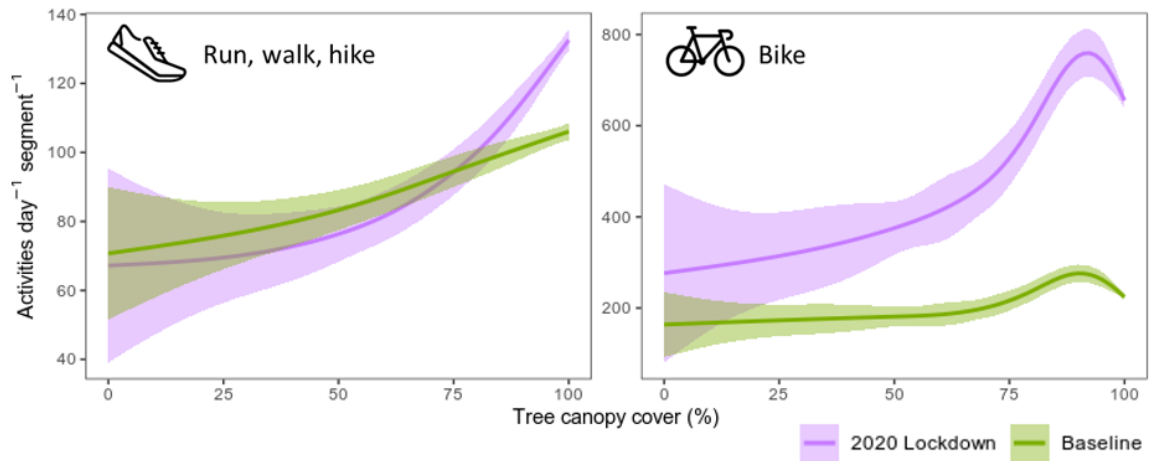 Run, walk, hike
Bike
Activities day⁻¹ segment⁻¹
140
120
100
80
60
40
0 25 50 75 100
800
600
400
200
0 25 50 75 100
Tree canopy cover (%)
2020 Lockdown Baseline